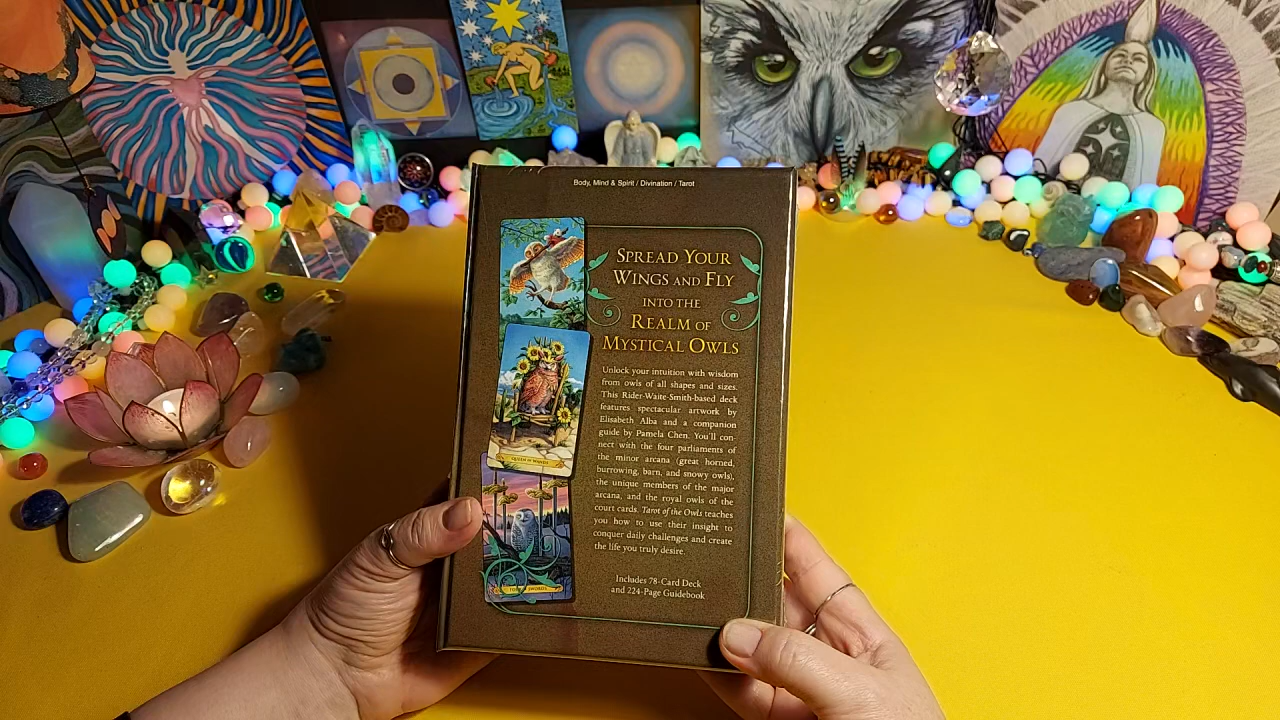 Body, Mind & Spirit / Divination / Tarot
SPREAD YOUR
WINGS AND FLY
INTO THE
REALM OF
MYSTICAL OWLS
Unlock your intuition with wisdom
from owls of all shapes and sizes.
This Rider-Waite-Smith-based deck
features spectacular artwork by
Elisabeth Alba and a companion
guide by Pamela Chen. You'll con-
nect with the four parliaments of
the minor arcana (great horned,
burrowing, barn, and snowy owls),
the unique members of the major
arcana, and the royal owls of the
court cards. Tarot of the Owls teaches
you how to use their insight to
conquer daily challenges and create
the life you truly desire.
Includes 78-Card Deck
and 224-Page Guidebook
QUEEN OF WANDS
SWORDS